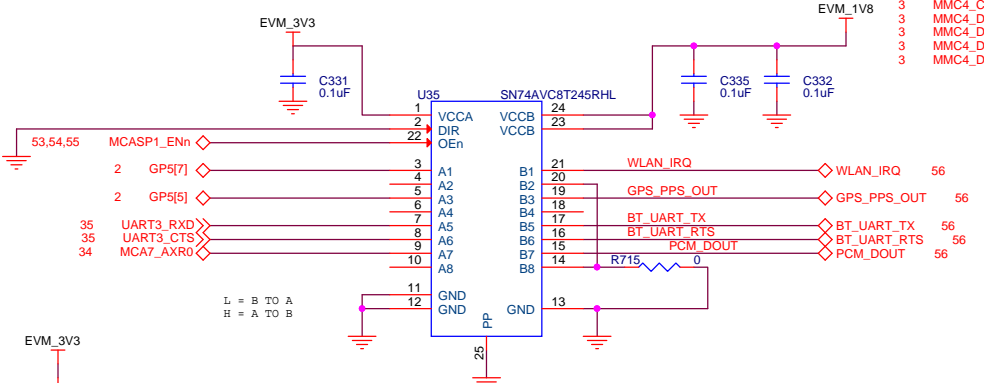 EVM_3V3
EVM_1V8
3 MMC4_C
3 MMC4_D
3 MMC4_D
3 MMC4_D
3 MMC4_D
C331
0.1uF
C335
0.1uF
C332
0.1uF
U35
SN74AVC8T245RHL
1 VCCA
VCCB 24
2 DIR
VCCB 23
53,54,55 MCASP1_ENn 22 OEn
2 GP5[7] 3 A1
B1 21 WLAN_IRQ WLAN_IRQ 56
4 A2
B2 20
2 GP5[5] 5 A3
B3 19 GPS_PPS_OUT GPS_PPS_OUT 56
6 A4
B4 18
35 UART3_RXD 7 A5
B5 17 BT_UART_TX BT_UART_TX 56
35 UART3_CTS 8 A6
B6 16 BT_UART_RTS BT_UART_RTS 56
34 MCA7_AXR0 9 A7
B7 15 PCM_DOUT PCM_DOUT 56
10 A8
B8 14 R715 0
11 GND
12 GND
GND 13
PP
25
L = B TO A
H = A TO B
EVM_3V3